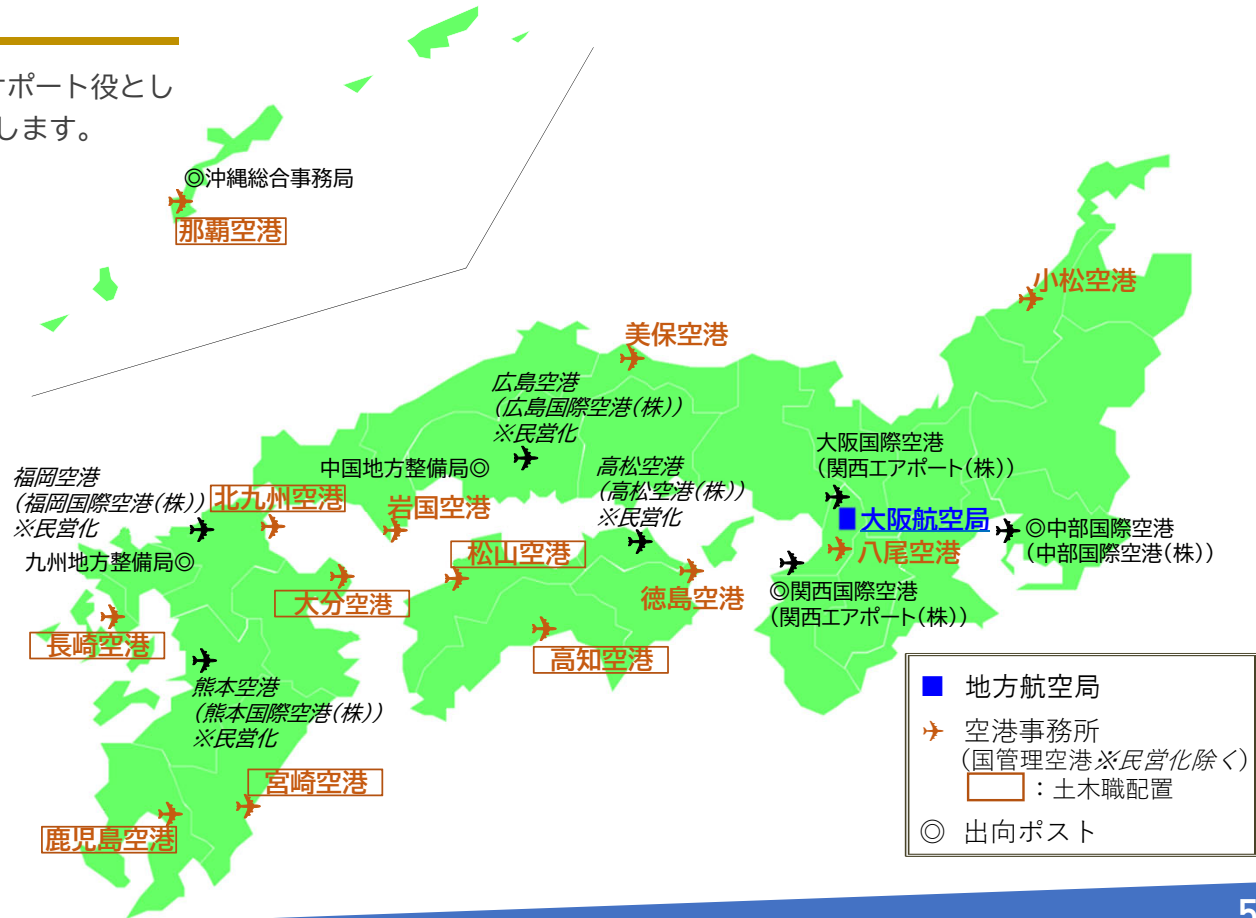 ポート役とし
します。
◎沖縄総合事務局
那覇空港
小松空港
美保空港
広島空港
(広島国際空港(株))
※民営化
大阪国際空港
(関西エアポート(株))
中国地方整備局◎
高松空港
(高松空港(株))
※民営化
福岡空港
(福岡国際空港(株))
※民営化
北九州空港
岩国空港
大阪航空局
◎中部国際空港
(中部国際空港(株))
九州地方整備局◎
松山空港
八尾空港
大分空港
徳島空港
◎関西国際空港
(関西エアポート(株))
長崎空港
高知空港
熊本空港
(熊本国際空港(株))
※民営化
宮崎空港
鹿児島空港
地方航空局
空港事務所
(国管理空港※民営化除く)
：土木職配置
◎ 出向ポスト
5